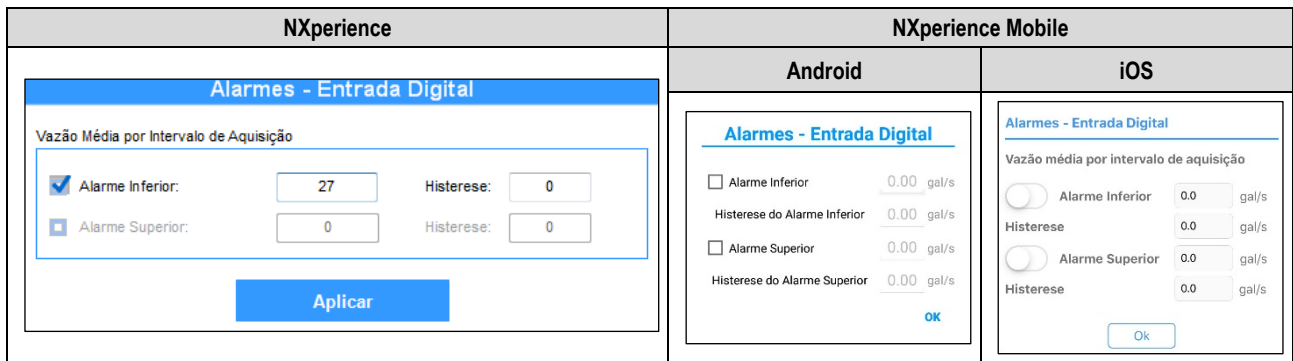 NXperience
NXperience Mobile
Android
iOS
Alarmes - Entrada Digital
Vazão Média por Intervalo de Aquisição
Alarme Inferior: 27 Histerese: 0
Alarme Superior: 0 Histerese: 0
Aplicar
Alarmes - Entrada Digital
Alarme Inferior 0.00 gal/s
Histerese do Alarme Inferior 0.00 gal/s
Alarme Superior 0.00 gal/s
Histerese do Alarme Superior 0.00 gal/s
OK
Alarmes - Entrada Digital
Vazão média por intervalo de aquisição
Alarme Inferior 0.0 gal/s
Histerese 0.0 gal/s
Alarme Superior 0.0 gal/s
Histerese 0.0 gal/s
Ok